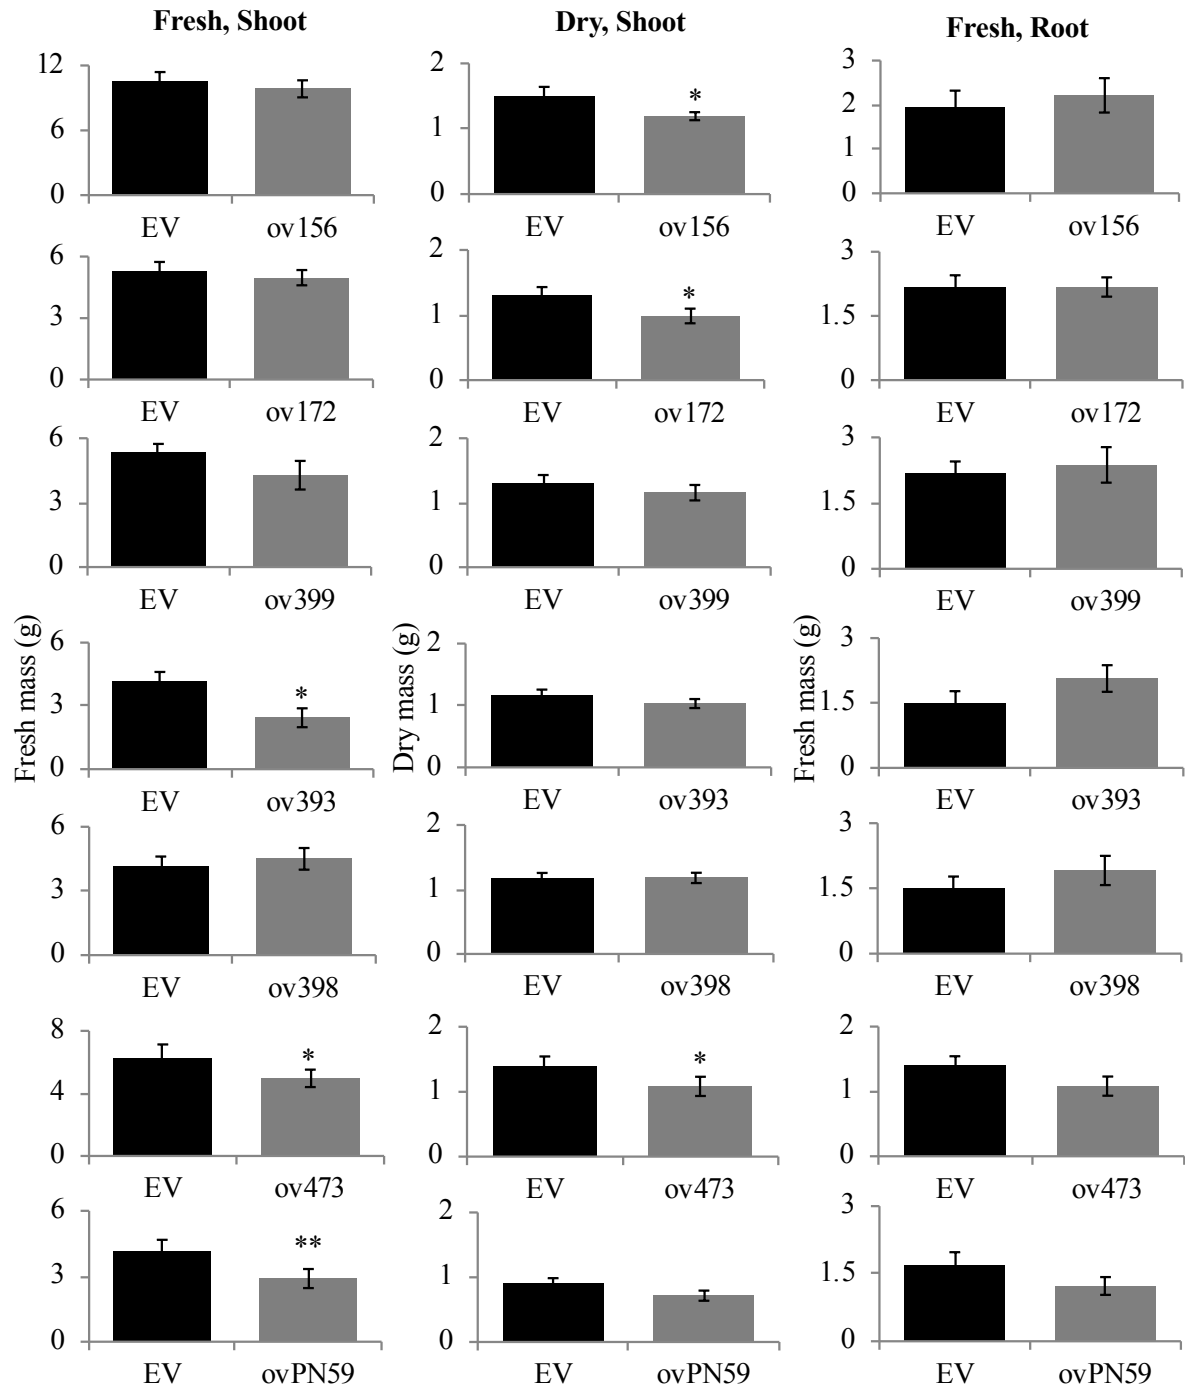 Fresh, Shoot
Dry, Shoot
Fresh, Root
12
6
0
EV
ov156
2
1
0
*
EV
ov156
3
2
1
0
EV
ov156
6
3
0
EV
ov172
2
1
0
*
EV
ov172
3
1.5
0
EV
ov172
6
3
0
EV
ov399
2
1
0
EV
ov399
3
1.5
0
EV
ov399
Fresh mass (g)
6
3
0
*
EV
ov393
Dry mass (g)
2
1
0
EV
ov393
Fresh mass (g)
3
1.5
0
EV
ov393
6
3
0
EV
ov398
2
1
0
EV
ov398
3
1.5
0
EV
ov398
8
4
0
*
EV
ov473
2
1
0
*
EV
ov473
2
1
0
EV
ov473
6
3
0
**
EV
ovPN59
2
1
0
EV
ovPN59
3
1.5
0
EV
ovPN59